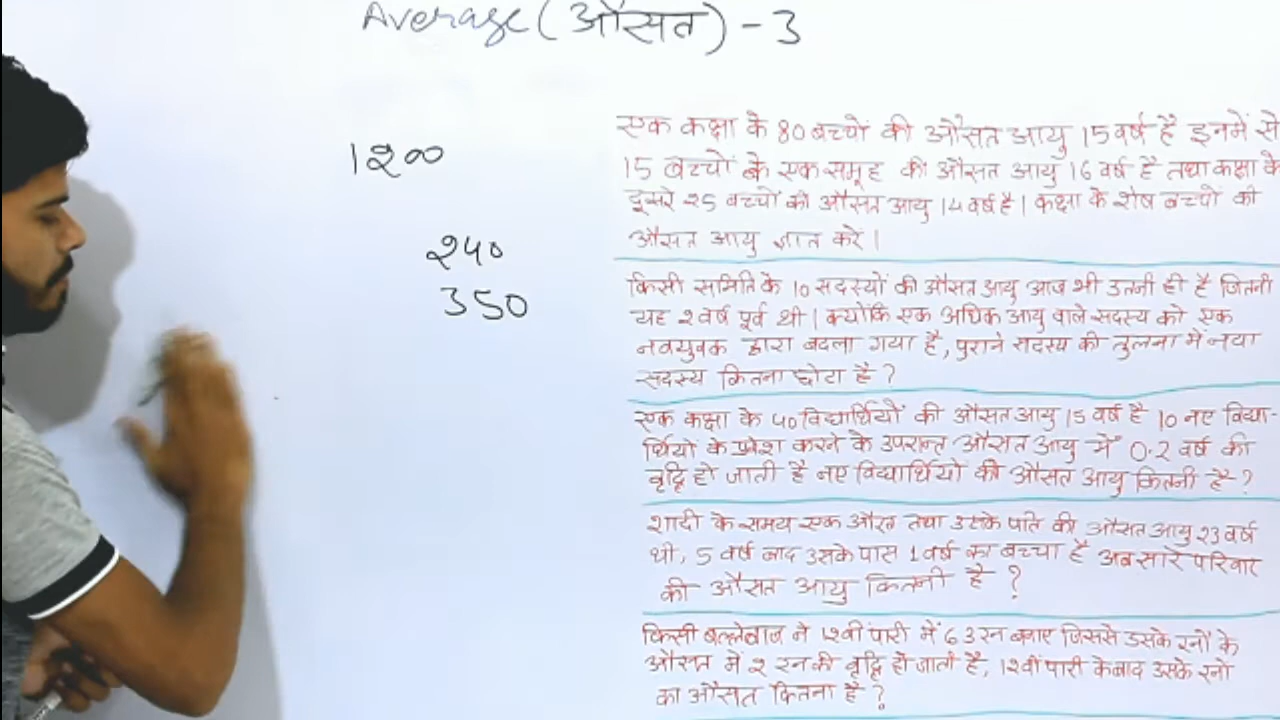 Average (औसत) - 3
1200
240
350
एक कक्षा के 80 बच्चों की औसत आयु 15 वर्ष है इनमें से
15 बच्चों के एक समूह की औसत आयु 16 वर्ष है तथा कक्षा के
दूसरे 25 बच्चों की औसत आयु 14 वर्ष है। कक्षा के शेष बच्चों की
औसत आयु ज्ञात करें।
किसी समिति के 10 सदस्यों की औसत आयु आज भी उतनी ही है जितनी
यह 2 वर्ष पूर्व थी। क्योंकि एक अधिक आयु वाले सदस्य को एक
नवयुवक द्वारा बदला गया है, पुराने सदस्य की तुलना में नया
सदस्य कितना छोटा है?
एक कक्षा के 40 विद्यार्थियों की औसत आयु 15 वर्ष है 10 नए विद्या-
र्थियों के प्रवेश करने के उपरान्त औसत आयु में 0.2 वर्ष की
वृद्धि हो जाती है नए विद्यार्थियों की औसत आयु कितनी है?
शादी के समय एक औरत तथा उसके पति की औसत आयु 23 वर्ष
थी, 5 वर्ष बाद उसके पास 1 वर्ष का बच्चा है अब सारे परिवार
की औसत आयु कितनी है?
किसी बल्लेबाज ने 12वीं पारी में 63 रन बनाए जिससे उसके रनों के
औसत में 2 रन की वृद्धि हो जाती है, 12वीं पारी के बाद उसके रनों
का औसत कितना है?